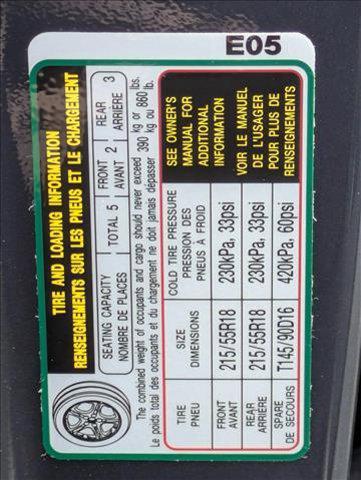 E05
TIRE AND LOADING INFORMATION
RENSEIGNEMENTS SUR LES PNEUS ET LE CHARGEMENT
SEATING CAPACITY
NOMBRE DE PLACES
TOTAL 5
FRONT
AVANT
2
REAR
ARRIÈRE
3
The combined weight of occupants and cargo should never exceed 390 kg or 860 lbs.
Le poids total des occupants et du chargement ne doit jamais dépasser 390 kg ou 860 lb.
TIRE
PNEU
SIZE
DIMENSIONS
COLD TIRE PRESSURE
PRESSION DES
PNEUS À FROID
FRONT
AVANT
215/55R18
230kPa, 33psi
REAR
ARRIÈRE
215/55R18
230kPa, 33psi
SPARE
DE SECOURS
T145/90D16
420kPa, 60psi
SEE OWNER'S
MANUAL FOR
ADDITIONAL
INFORMATION
VOIR LE MANUEL
DE L'USAGER
POUR PLUS DE
RENSEIGNEMENTS